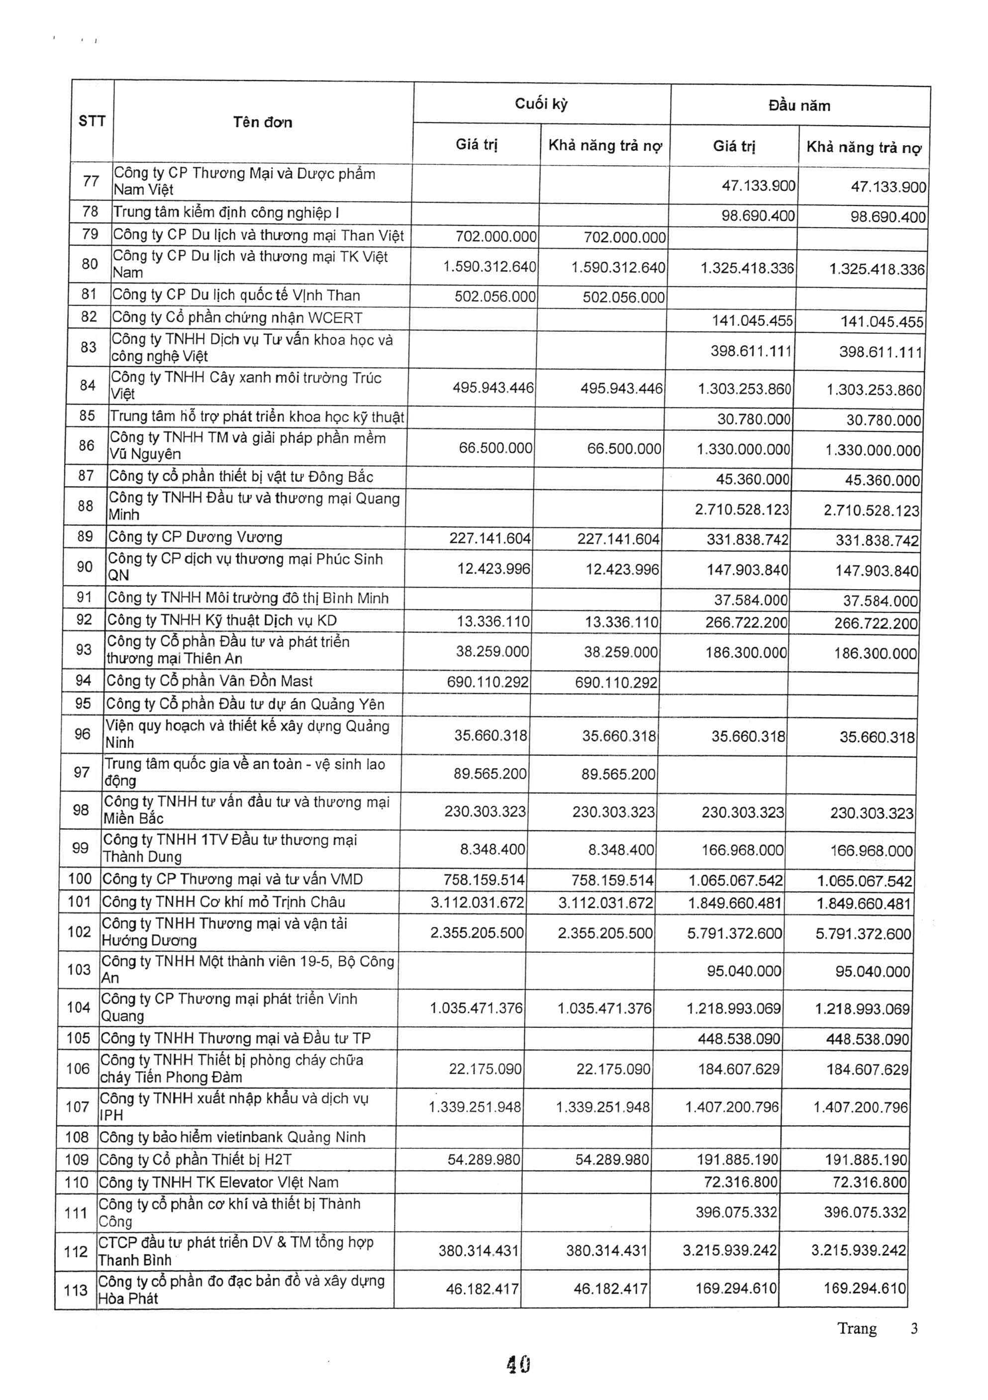 STT Tên đơn Cuối kỳ Đầu năm
Giá trị Khả năng trả nợ Giá trị Khả năng trả nợ
77 Công ty CP Thương Mại và Dược phẩm
Nam Việt 47.133.900 47.133.900
78 Trung tâm kiểm định công nghiệp I 98.690.400 98.690.400
79 Công ty CP Du lịch và thương mại Than Việt 702.000.000 702.000.000
80 Công ty CP Du lịch và thương mại TK Việt
Nam 1.590.312.640 1.590.312.640 1.325.418.336 1.325.418.336
81 Công ty CP Du lịch quốc tế Vịnh Than 502.056.000 502.056.000
82 Công ty Cổ phần chứng nhận WCERT 141.045.455 141.045.455
83 Công ty TNHH Dịch vụ Tư vấn khoa học và
công nghệ Việt 398.611.111 398.611.111
84 Công ty TNHH Cây xanh môi trường Trúc
Việt 495.943.446 495.943.446 1.303.253.860 1.303.253.860
85 Trung tâm hỗ trợ phát triển khoa học kỹ thuật 30.780.000 30.780.000
86 Công ty TNHH TM và giải pháp phần mềm
Vũ Nguyên 66.500.000 66.500.000 1.330.000.000 1.330.000.000
87 Công ty cổ phần thiết bị vật tư Đông Bắc 45.360.000 45.360.000
88 Công ty TNHH Đầu tư và thương mại Quang
Minh 2.710.528.123 2.710.528.123
89 Công ty CP Dương Vương 227.141.604 227.141.604 331.838.742 331.838.742
90 Công ty CP dịch vụ thương mại Phúc Sinh
QN 12.423.996 12.423.996 147.903.840 147.903.840
91 Công ty TNHH Môi trường đô thị Bình Minh 37.584.000 37.584.000
92 Công ty TNHH Kỹ thuật Dịch vụ KD 13.336.110 13.336.110 266.722.200 266.722.200
93 Công ty Cổ phần Đầu tư và phát triển
thương mại Thiên An 38.259.000 38.259.000 186.300.000 186.300.000
94 Công ty Cổ phần Vân Đồn Mast 690.110.292 690.110.292
95 Công ty Cổ phần Đầu tư dự án Quảng Yên
96 Viện quy hoạch và thiết kế xây dựng Quảng
Ninh 35.660.318 35.660.318 35.660.318 35.660.318
97 Trung tâm quốc gia về an toàn - vệ sinh lao
động 89.565.200 89.565.200
98 Công ty TNHH tư vấn đầu tư và thương mại
Miền Bắc 230.303.323 230.303.323 230.303.323 230.303.323
99 Công ty TNHH 1TV Đầu tư thương mại
Thành Dung 8.348.400 8.348.400 166.968.000 166.968.000
100 Công ty CP Thương mại và tư vấn VMD 758.159.514 758.159.514 1.065.067.542 1.065.067.542
101 Công ty TNHH Cơ khí mỏ Trịnh Châu 3.112.031.672 3.112.031.672 1.849.660.481 1.849.660.481
102 Công ty TNHH Thương mại và vận tải
Hướng Dương 2.355.205.500 2.355.205.500 5.791.372.600 5.791.372.600
103 Công ty TNHH Một thành viên 19-5, Bộ Công
An 95.040.000 95.040.000
104 Công ty CP Thương mại phát triển Vinh
Quang 1.035.471.376 1.035.471.376 1.218.993.069 1.218.993.069
105 Công ty TNHH Thương mại và Đầu tư TP 448.538.090 448.538.090
106 Công ty TNHH Thiết bị phòng cháy chữa
cháy Tiến Phong Đàm 22.175.090 22.175.090 184.607.629 184.607.629
107 Công ty TNHH xuất nhập khẩu và dịch vụ
IPH 1.339.251.948 1.339.251.948 1.407.200.796 1.407.200.796
108 Công ty bảo hiểm vietinbank Quảng Ninh
109 Công ty Cổ phần Thiết bị H2T 54.289.980 54.289.980 191.885.190 191.885.190
110 Công ty TNHH TK Elevator Việt Nam 72.316.800 72.316.800
111 Công ty cổ phần cơ khí và thiết bị Thành
Công 396.075.332 396.075.332
112 CTCP đầu tư phát triển DV & TM tổng hợp
Thanh Bình 380.314.431 380.314.431 3.215.939.242 3.215.939.242
113 Công ty cổ phần đo đạc bản đồ và xây dựng
Hòa Phát 46.182.417 46.182.417 169.294.610 169.294.610
Trang 3
40